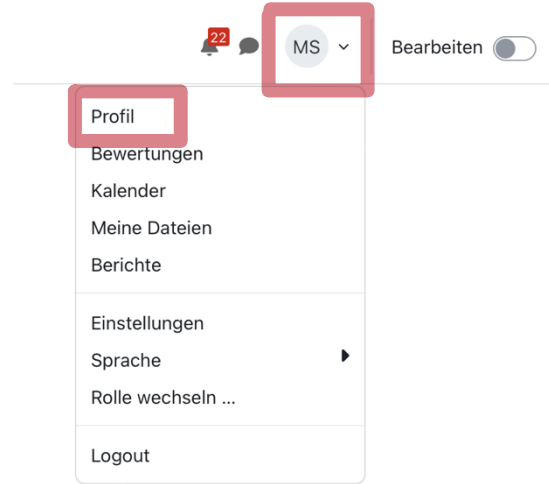 22
MS
Bearbeiten
Profil
Bewertungen
Kalender
Meine Dateien
Berichte
Einstellungen
Sprache
Rolle wechseln ...
Logout